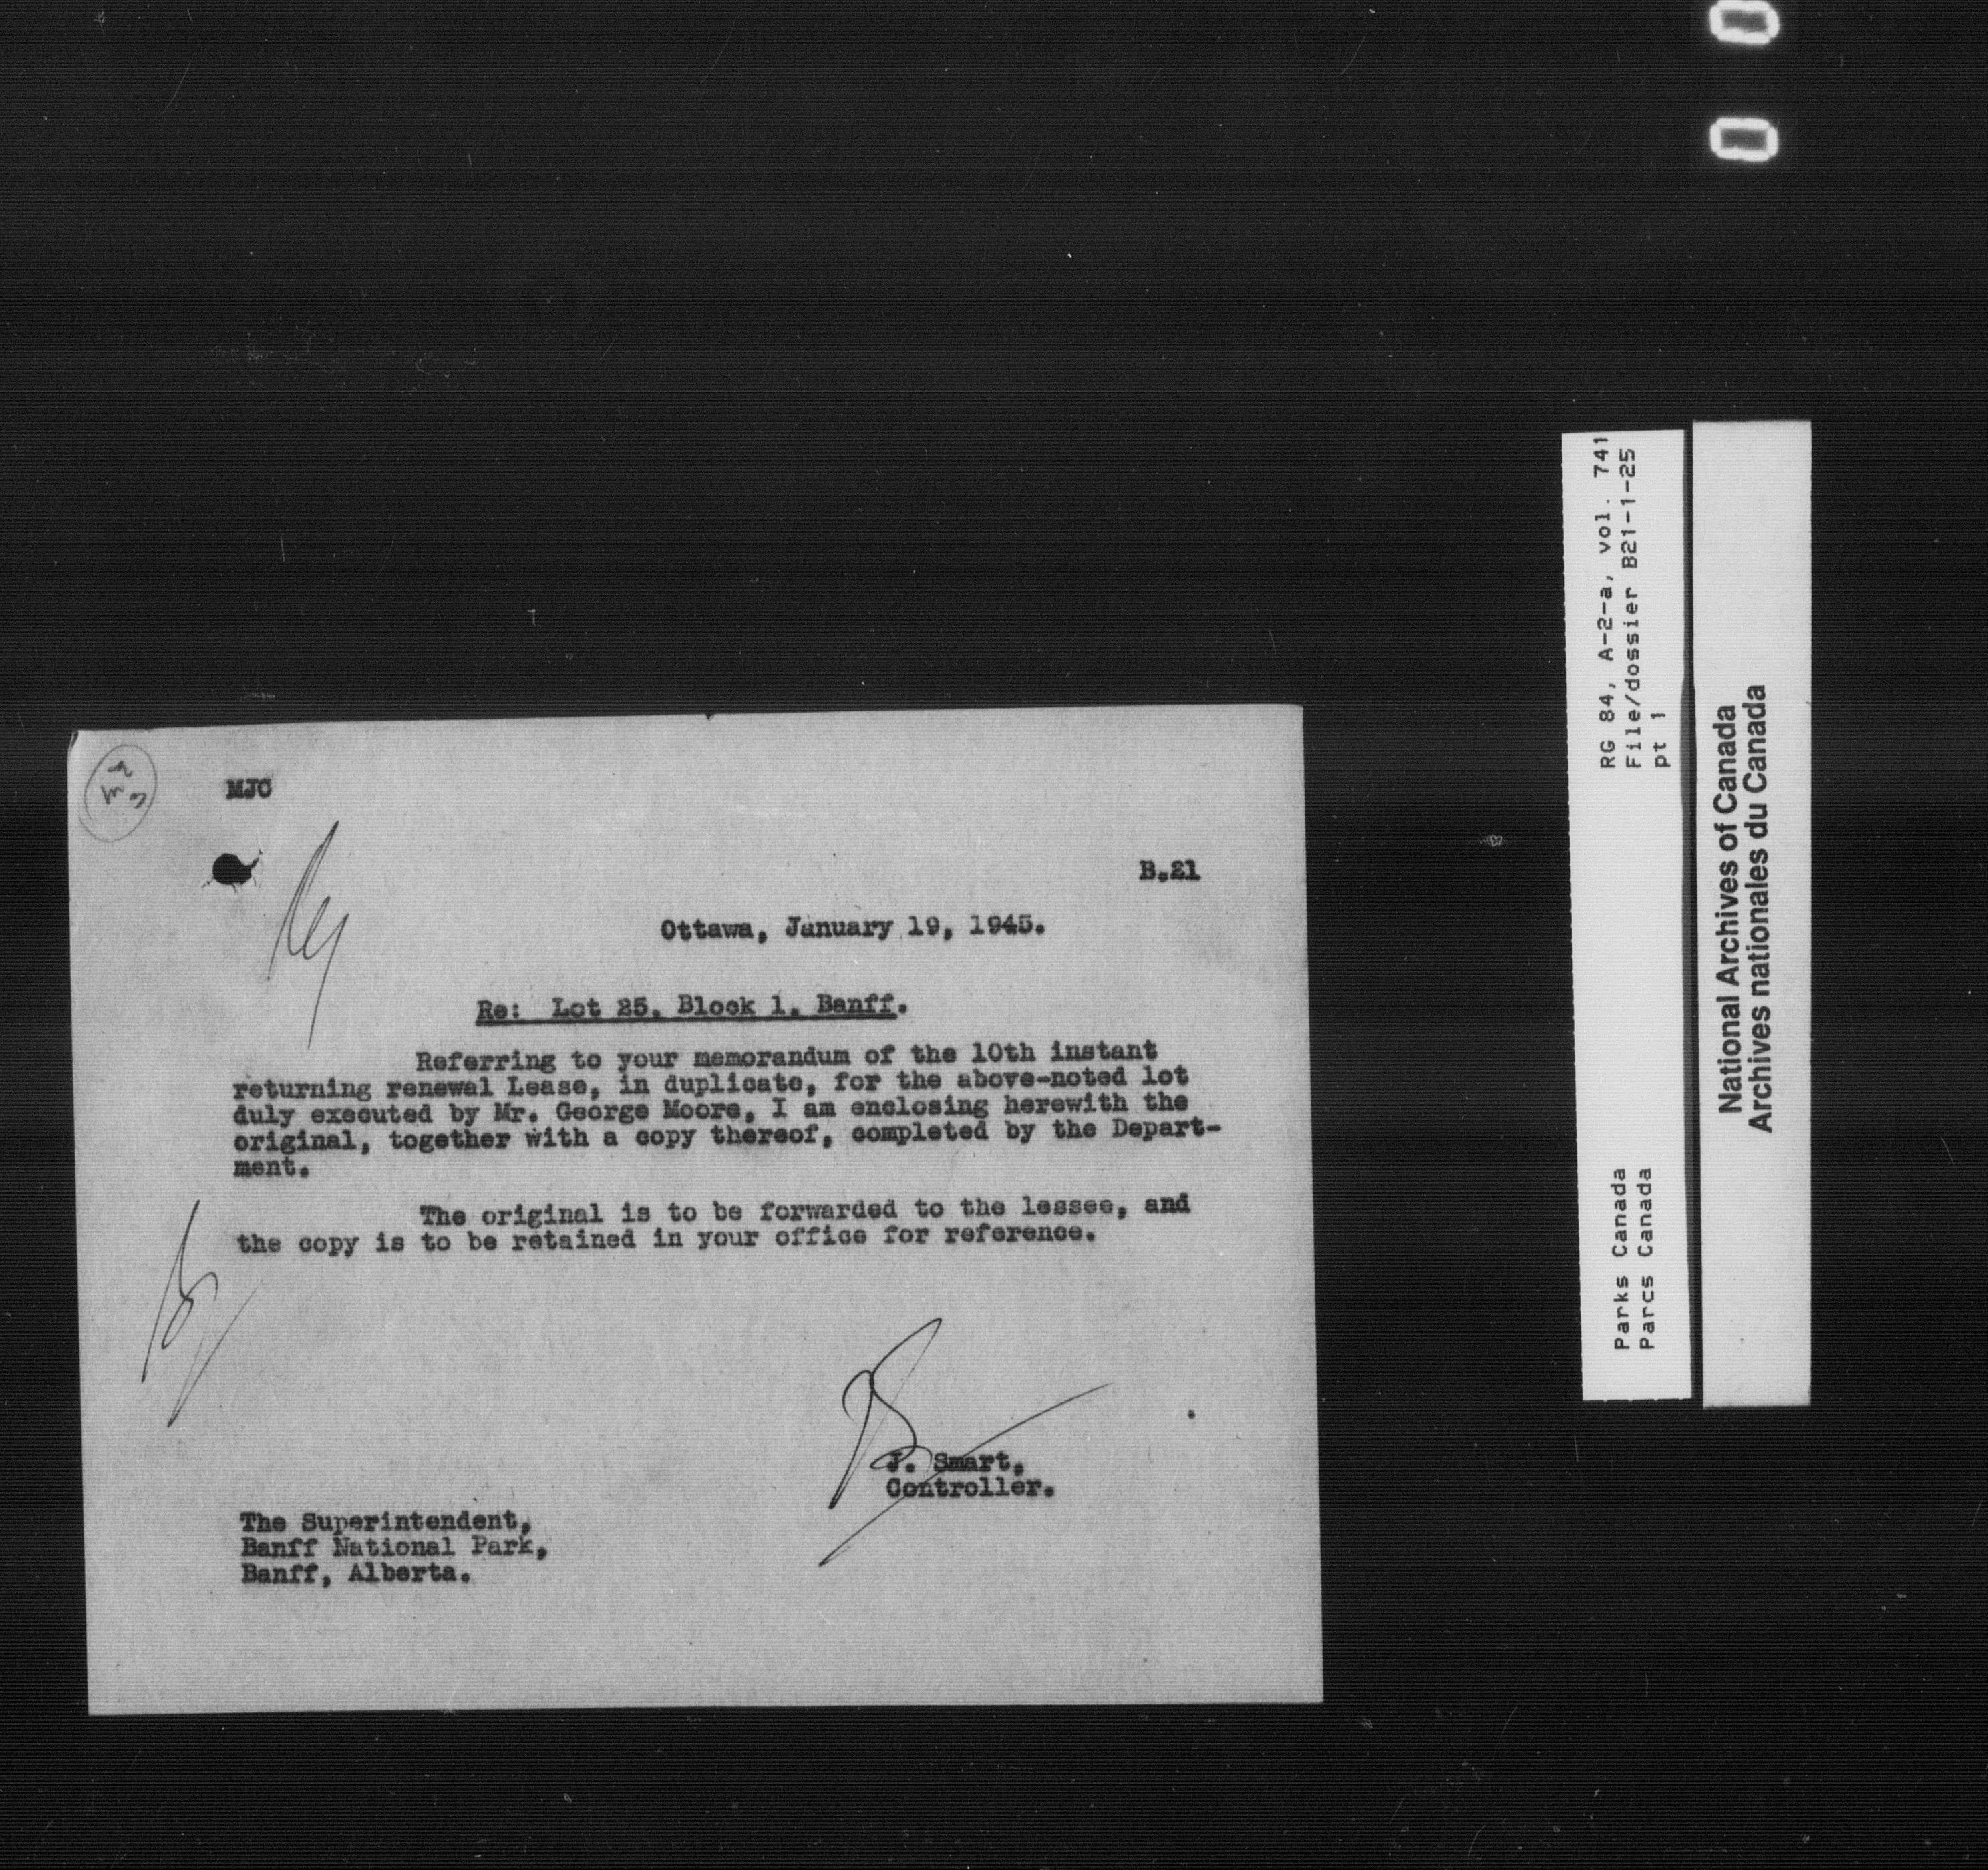 MJC
B.21
Ottawa, January 19, 1945.
Re: Lot 25, Block 1, Banff.
Referring to your memorandum of the 10th instant
returning renewal Lease, in duplicate, for the above-noted lot
duly executed by Mr. George Moore, I am enclosing herewith the
original, together with a copy thereof, completed by the Depart-
ment.
The original is to be forwarded to the lessee, and
the copy is to be retained in your office for reference.
J. Smart,
Controller.
The Superintendent,
Banff National Park,
Banff, Alberta.
RG 84, A-2-a, vol. 741
File/dossier B21-1-25
pt 1
Parks Canada
Parcs Canada
National Archives of Canada
Archives nationales du Canada
0 0